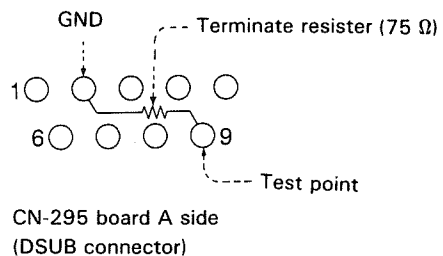 GND
Terminate resister (75 Ω)
1
6
9
Test point
CN-295 board A side
(DSUB connector)